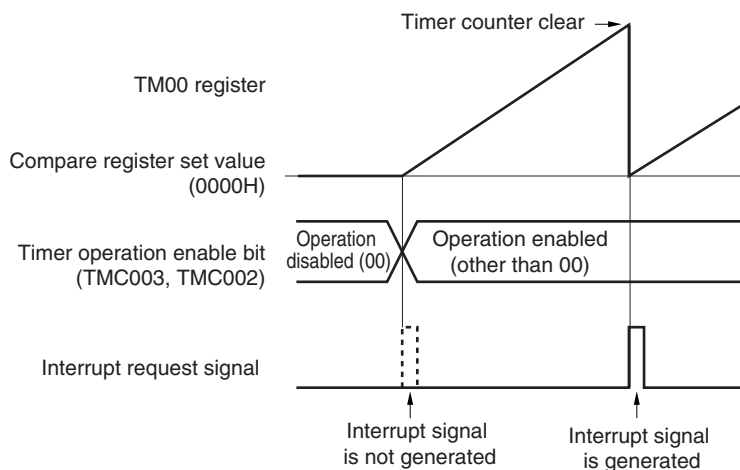 Timer counter clear
TM00 register
Compare register set value
(0000H)
Timer operation enable bit
(TMC003, TMC002)
Operation
disabled (00)
Operation enabled
(other than 00)
Interrupt request signal
Interrupt signal
is not generated
Interrupt signal
is generated